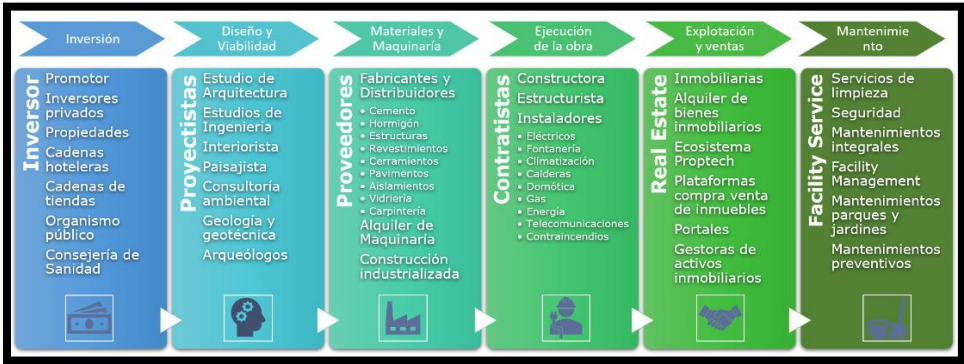 Inversión
Diseño y
Viabilidad
Materiales y
Maquinaría
Ejecución
de la obra
Explotación
y ventas
Mantenimie
nto
Inversor
Promotor
Inversores
privados
Propiedades
Cadenas
hoteleras
Cadenas de
tiendas
Organismo
público
Consejería de
Sanidad
Proyectistas
Estudio de
Arquitectura
Estudios de
Ingeniería
Interiorista
Paisajista
Consultoría
ambiental
Geología y
geotécnica
Arqueólogos
Proveedores
Fabricantes y
Distribuidores
• Cemento
• Hormigón
• Estructuras
• Revestimientos
• Cerramientos
• Pavimentos
• Aislamientos
• Vidriería
• Carpintería
Alquiler de
Maquinaría
Construcción
industrializada
Contratistas
Constructora
Estructurista
Instaladores
• Eléctricos
• Fontanería
• Climatización
• Calderas
• Domótica
• Gas
• Energía
• Telecomunicaciones
• Contraincendios
Real Estate
Inmobiliarias
Alquiler de
bienes
inmobiliarios
Ecosistema
Proptech
Plataformas
compra venta
de inmuebles
Portales
Gestoras de
activos
inmobiliarios
Facility Service
Servicios de
limpieza
Seguridad
Mantenimientos
integrales
Facility
Management
Mantenimientos
parques y
jardines
Mantenimientos
preventivos